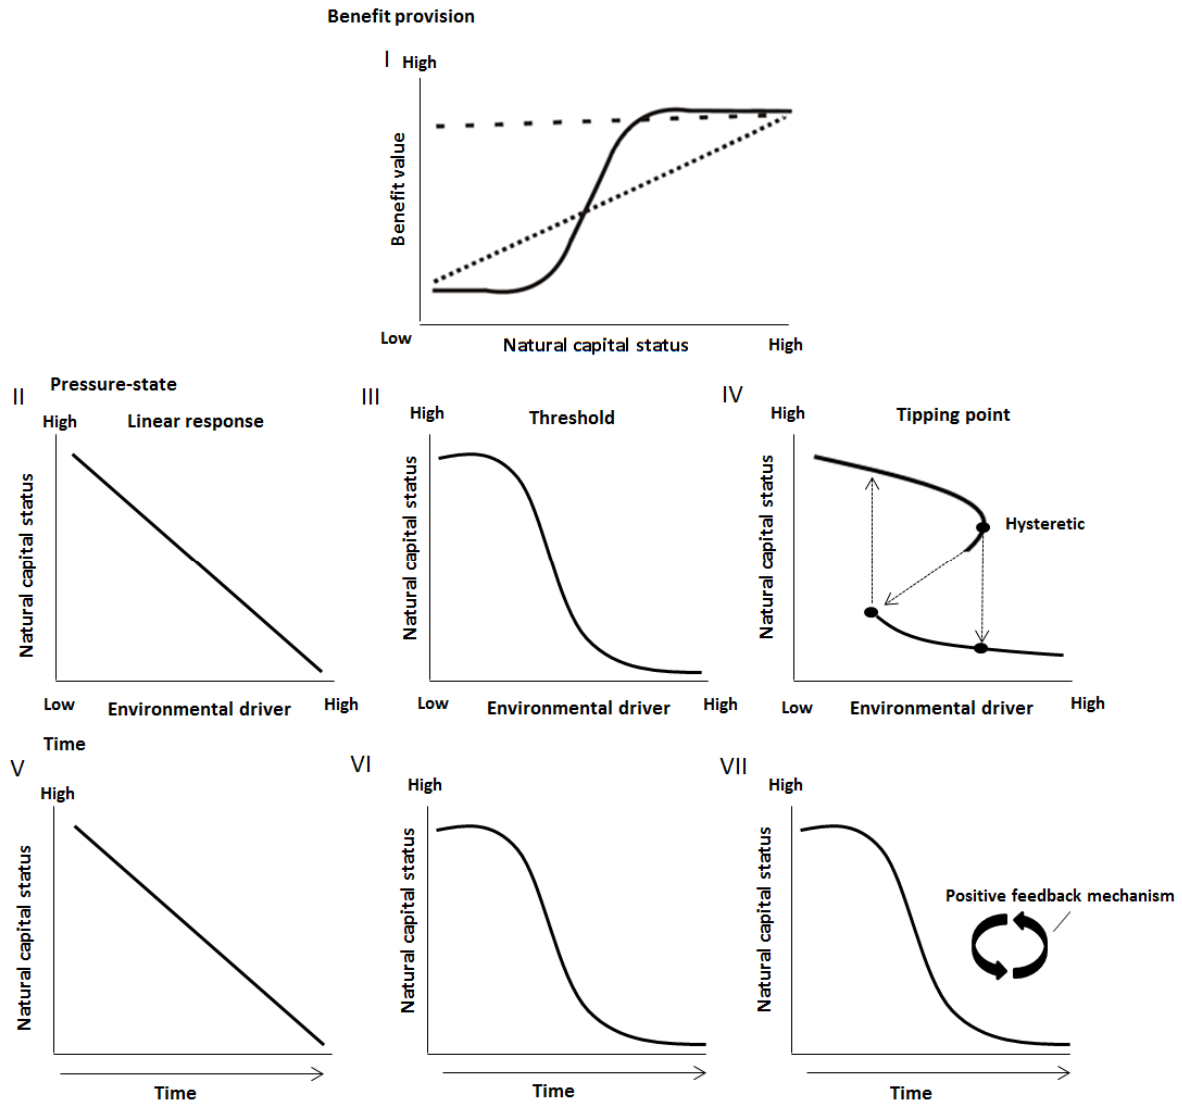 Benefit provision
I
High
Benefit value
Low
Natural capital status
High
Pressure-state
II
High
Linear response
Natural capital status
Low
Environmental driver
High
III
High
Threshold
Natural capital status
Low
Environmental driver
High
IV
High
Tipping point
Natural capital status
Hysteretic
Low
Environmental driver
High
Time
V
High
Natural capital status
Time
VI
High
Natural capital status
Time
VII
High
Natural capital status
Positive feedback mechanism
Time